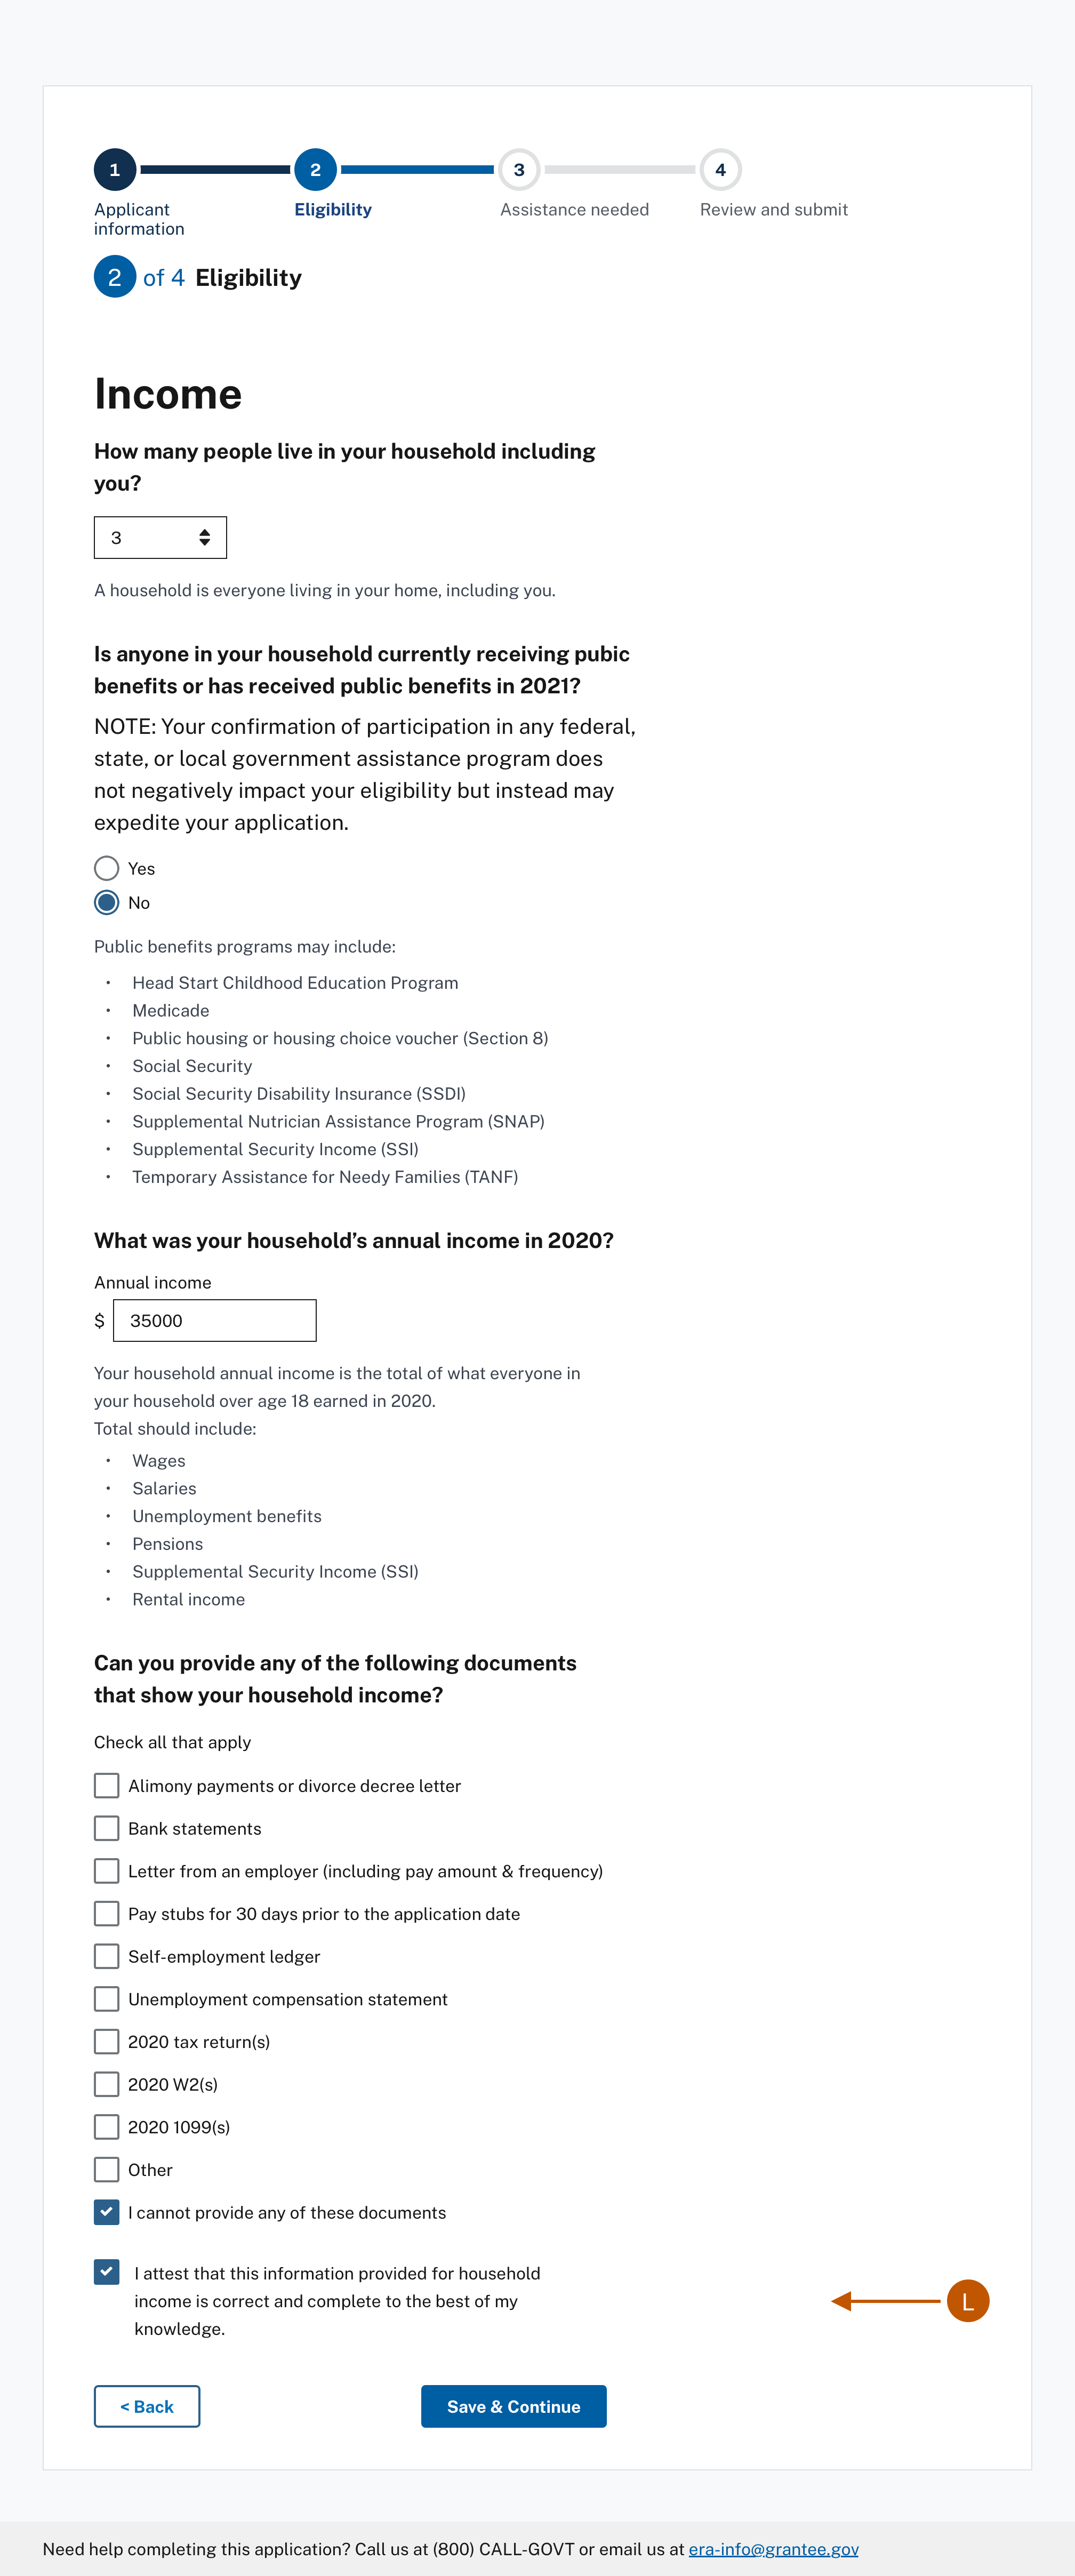 1
2
3
4
Applicant
information
Eligibility
Assistance needed
Review and submit
2 of 4 Eligibility
Income
How many people live in your household including
you?
3
A household is everyone living in your home, including you.
Is anyone in your household currently receiving pubic
benefits or has received public benefits in 2021?
NOTE: Your confirmation of participation in any federal,
state, or local government assistance program does
not negatively impact your eligibility but instead may
expedite your application.
Yes
No
Public benefits programs may include:
• Head Start Childhood Education Program
• Medicade
• Public housing or housing choice voucher (Section 8)
• Social Security
• Social Security Disability Insurance (SSDI)
• Supplemental Nutrician Assistance Program (SNAP)
• Supplemental Security Income (SSI)
• Temporary Assistance for Needy Families (TANF)
What was your household’s annual income in 2020?
Annual income
$ 35000
Your household annual income is the total of what everyone in
your household over age 18 earned in 2020.
Total should include:
• Wages
• Salaries
• Unemployment benefits
• Pensions
• Supplemental Security Income (SSI)
• Rental income
Can you provide any of the following documents
that show your household income?
Check all that apply
Alimony payments or divorce decree letter
Bank statements
Letter from an employer (including pay amount & frequency)
Pay stubs for 30 days prior to the application date
Self-employment ledger
Unemployment compensation statement
2020 tax return(s)
2020 W2(s)
2020 1099(s)
Other
I cannot provide any of these documents
I attest that this information provided for household
income is correct and complete to the best of my
knowledge.
L
< Back
Save & Continue
Need help completing this application? Call us at (800) CALL-GOVT or email us at era-info@grantee.gov